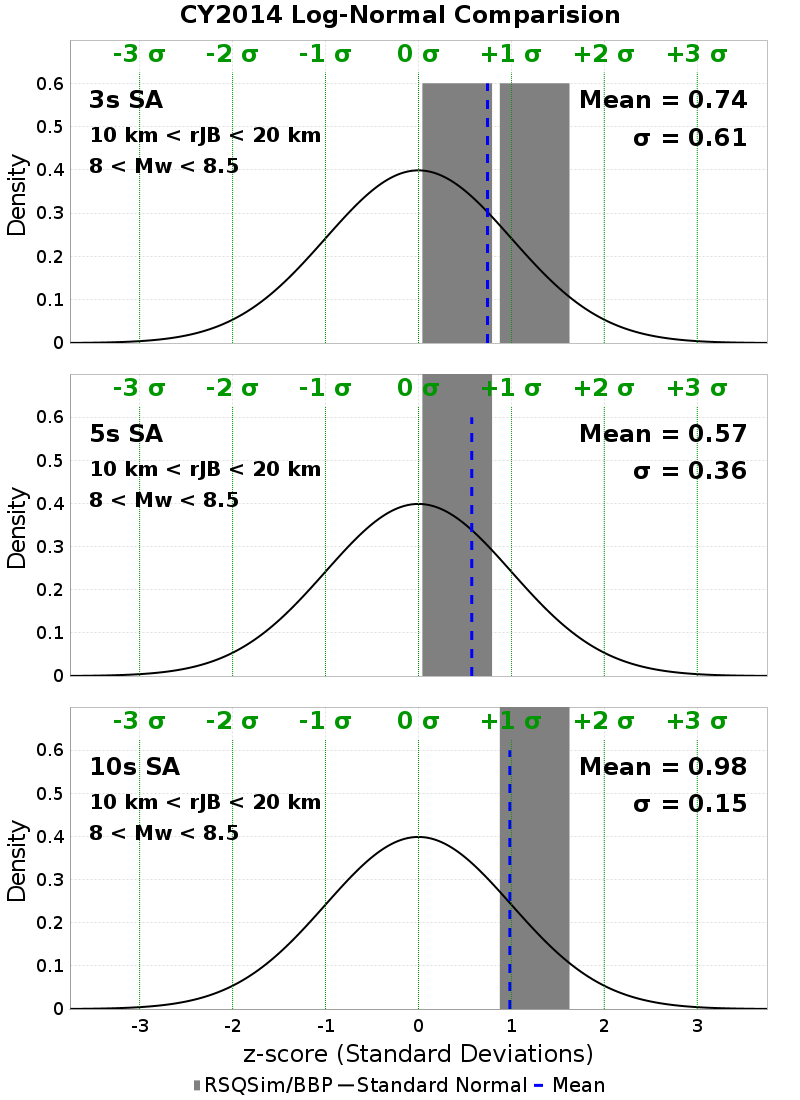 CY2014 Log-Normal Comparision
-3 σ -2 σ -1 σ 0 σ +1 σ +2 σ +3 σ
3s SA
10 km < rJB < 20 km
8 < Mw < 8.5
Mean = 0.74
σ = 0.61
Density
0.6
0.5
0.4
0.3
0.2
0.1
0
-3 σ -2 σ -1 σ 0 σ +1 σ +2 σ +3 σ
5s SA
10 km < rJB < 20 km
8 < Mw < 8.5
Mean = 0.57
σ = 0.36
Density
0.6
0.5
0.4
0.3
0.2
0.1
0
-3 σ -2 σ -1 σ 0 σ +1 σ +2 σ +3 σ
10s SA
10 km < rJB < 20 km
8 < Mw < 8.5
Mean = 0.98
σ = 0.15
Density
0.6
0.5
0.4
0.3
0.2
0.1
0
-3 -2 -1 0 1 2 3
z-score (Standard Deviations)
RSQSim/BBP Standard Normal Mean